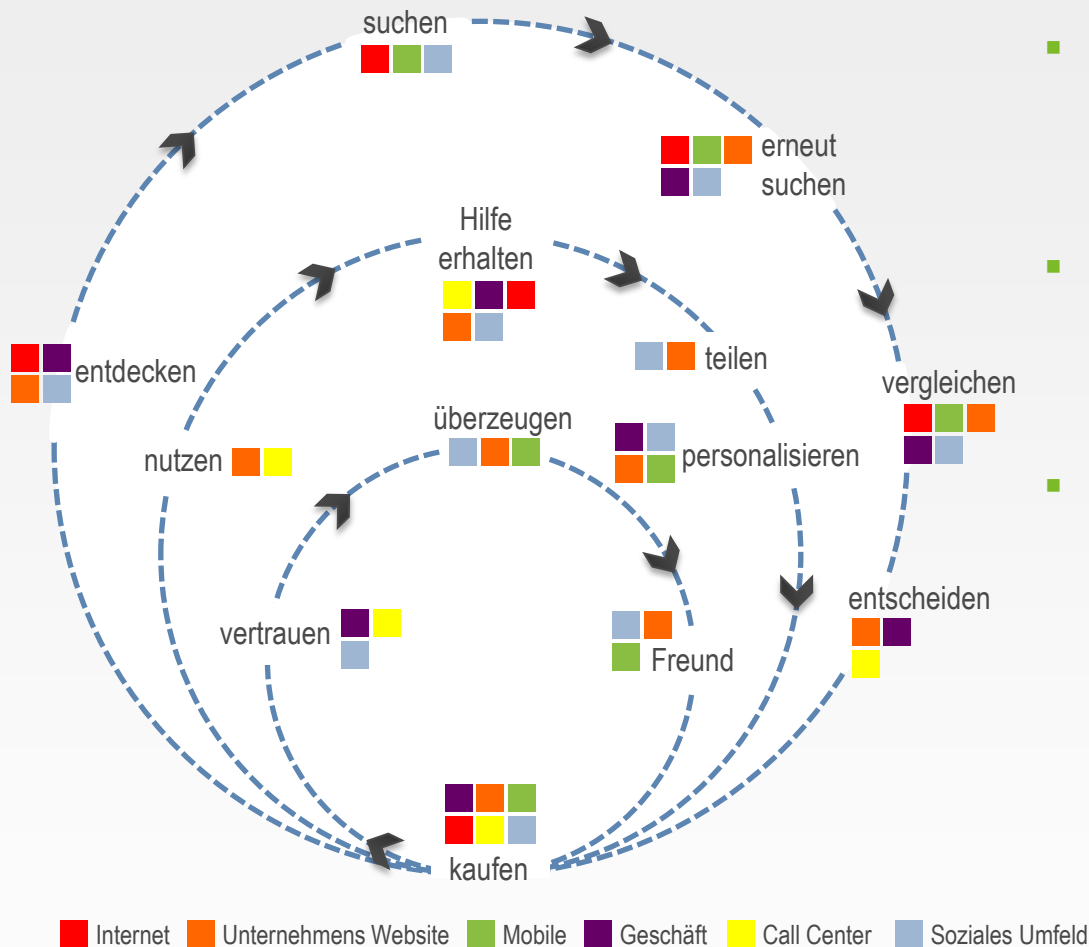 suchen
erneut
suchen
Hilfe
erhalten
teilen
entdecken
vergleichen
überzeugen
nutzen
personalisieren
entscheiden
vertrauen
Freund
kaufen
Internet
Unternehmens Website
Mobile
Geschäft
Call Center
Soziales Umfeld